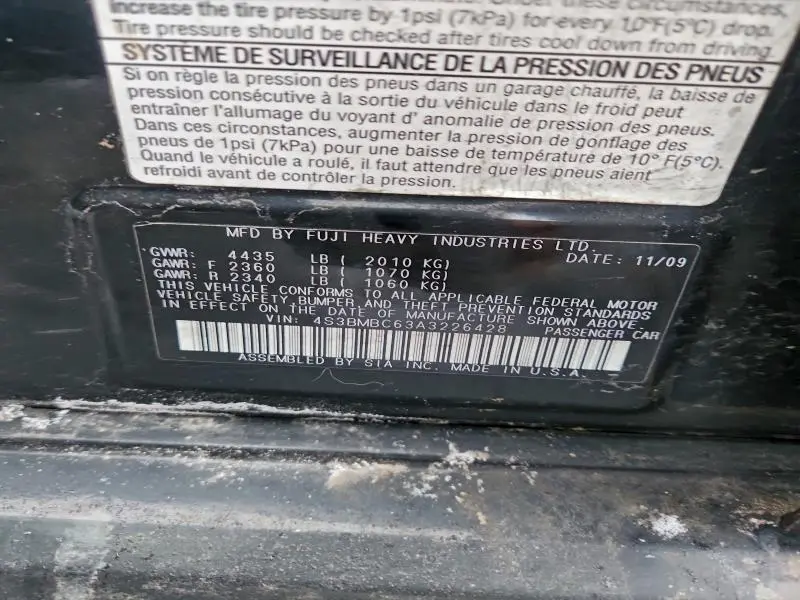 Under these circumstances,
increase the tire pressure by 1psi (7kPa) for every 10°F(5°C) drop.
Tire pressure should be checked after tires cool down from driving.
SYSTÈME DE SURVEILLANCE DE LA PRESSION DES PNEUS
Si on règle la pression des pneus dans un garage chauffé, la baisse de
pression consécutive à la sortie du véhicule dans le froid peut
entraîner l'allumage du voyant d' anomalie de pression des pneus.
Dans ces circonstances, augmenter la pression de gonflage des
pneus de 1psi (7kPa) pour une baisse de température de 10° F(5°C).
Quand le véhicule a roulé, il faut attendre que les pneus aient
refroidi avant de contrôler la pression.
MFD BY FUJI HEAVY INDUSTRIES LTD.
GVWR: 4435 LB ( 2010 KG) DATE: 11/09
GAWR: F 2360 LB ( 1070 KG)
GAWR: R 2340 LB ( 1060 KG)
THIS VEHICLE CONFORMS TO ALL APPLICABLE FEDERAL MOTOR
VEHICLE SAFETY, BUMPER AND THEFT PREVENTION STANDARDS
IN EFFECT ON THE DATE OF MANUFACTURE SHOWN ABOVE.
VIN: 4S3BMBC63A3226428 PASSENGER CAR
ASSEMBLED BY SIA INC. MADE IN U.S.A